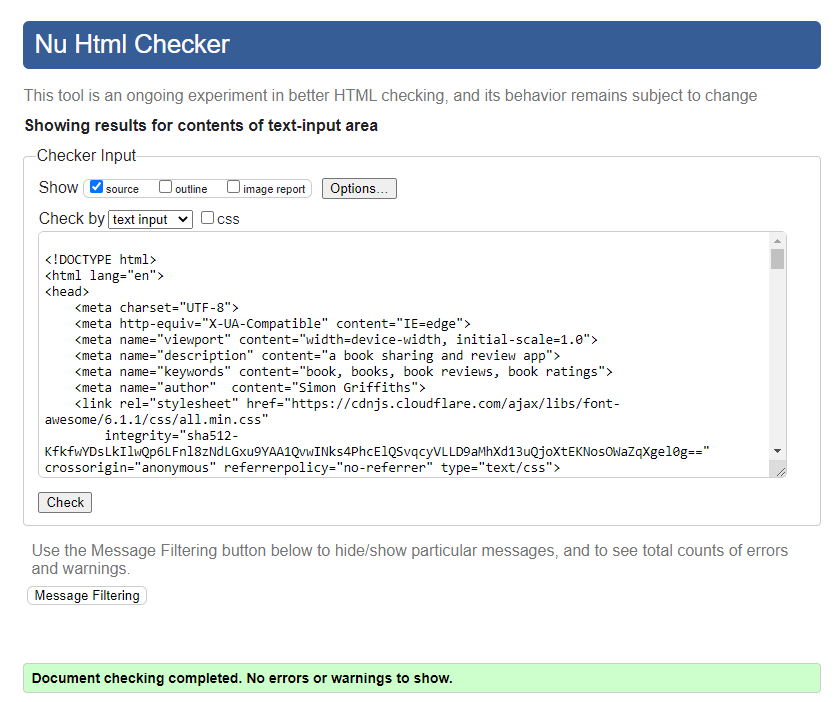 Nu Html Checker
This tool is an ongoing experiment in better HTML checking, and its behavior remains subject to change
Showing results for contents of text-input area
Checker Input
Show source outline image report Options...
Check by text input css
<!DOCTYPE html>
<html lang="en">
<head>
<meta charset="UTF-8">
<meta http-equiv="X-UA-Compatible" content="IE=edge">
<meta name="viewport" content="width=device-width, initial-scale=1.0">
<meta name="description" content="a book sharing and review app">
<meta name="keywords" content="book, books, book reviews, book ratings">
<meta name="author"  content="Simon Griffiths">
<link rel="stylesheet" href="https://cdnjs.cloudflare.com/ajax/libs/font-
awesome/6.1.1/css/all.min.css"
integrity="sha512-
KfkfwYDsLkIlwQp6LFnl8zNdLGxu9YAA1QvwINks4PhcElQSvqcyVLLD9aMhXd13uQjoXtEKNosOWaZqXgel0g=="
crossorigin="anonymous" referrerpolicy="no-referrer" type="text/css">
Check
Use the Message Filtering button below to hide/show particular messages, and to see total counts of errors
and warnings.
Message Filtering
Document checking completed. No errors or warnings to show.